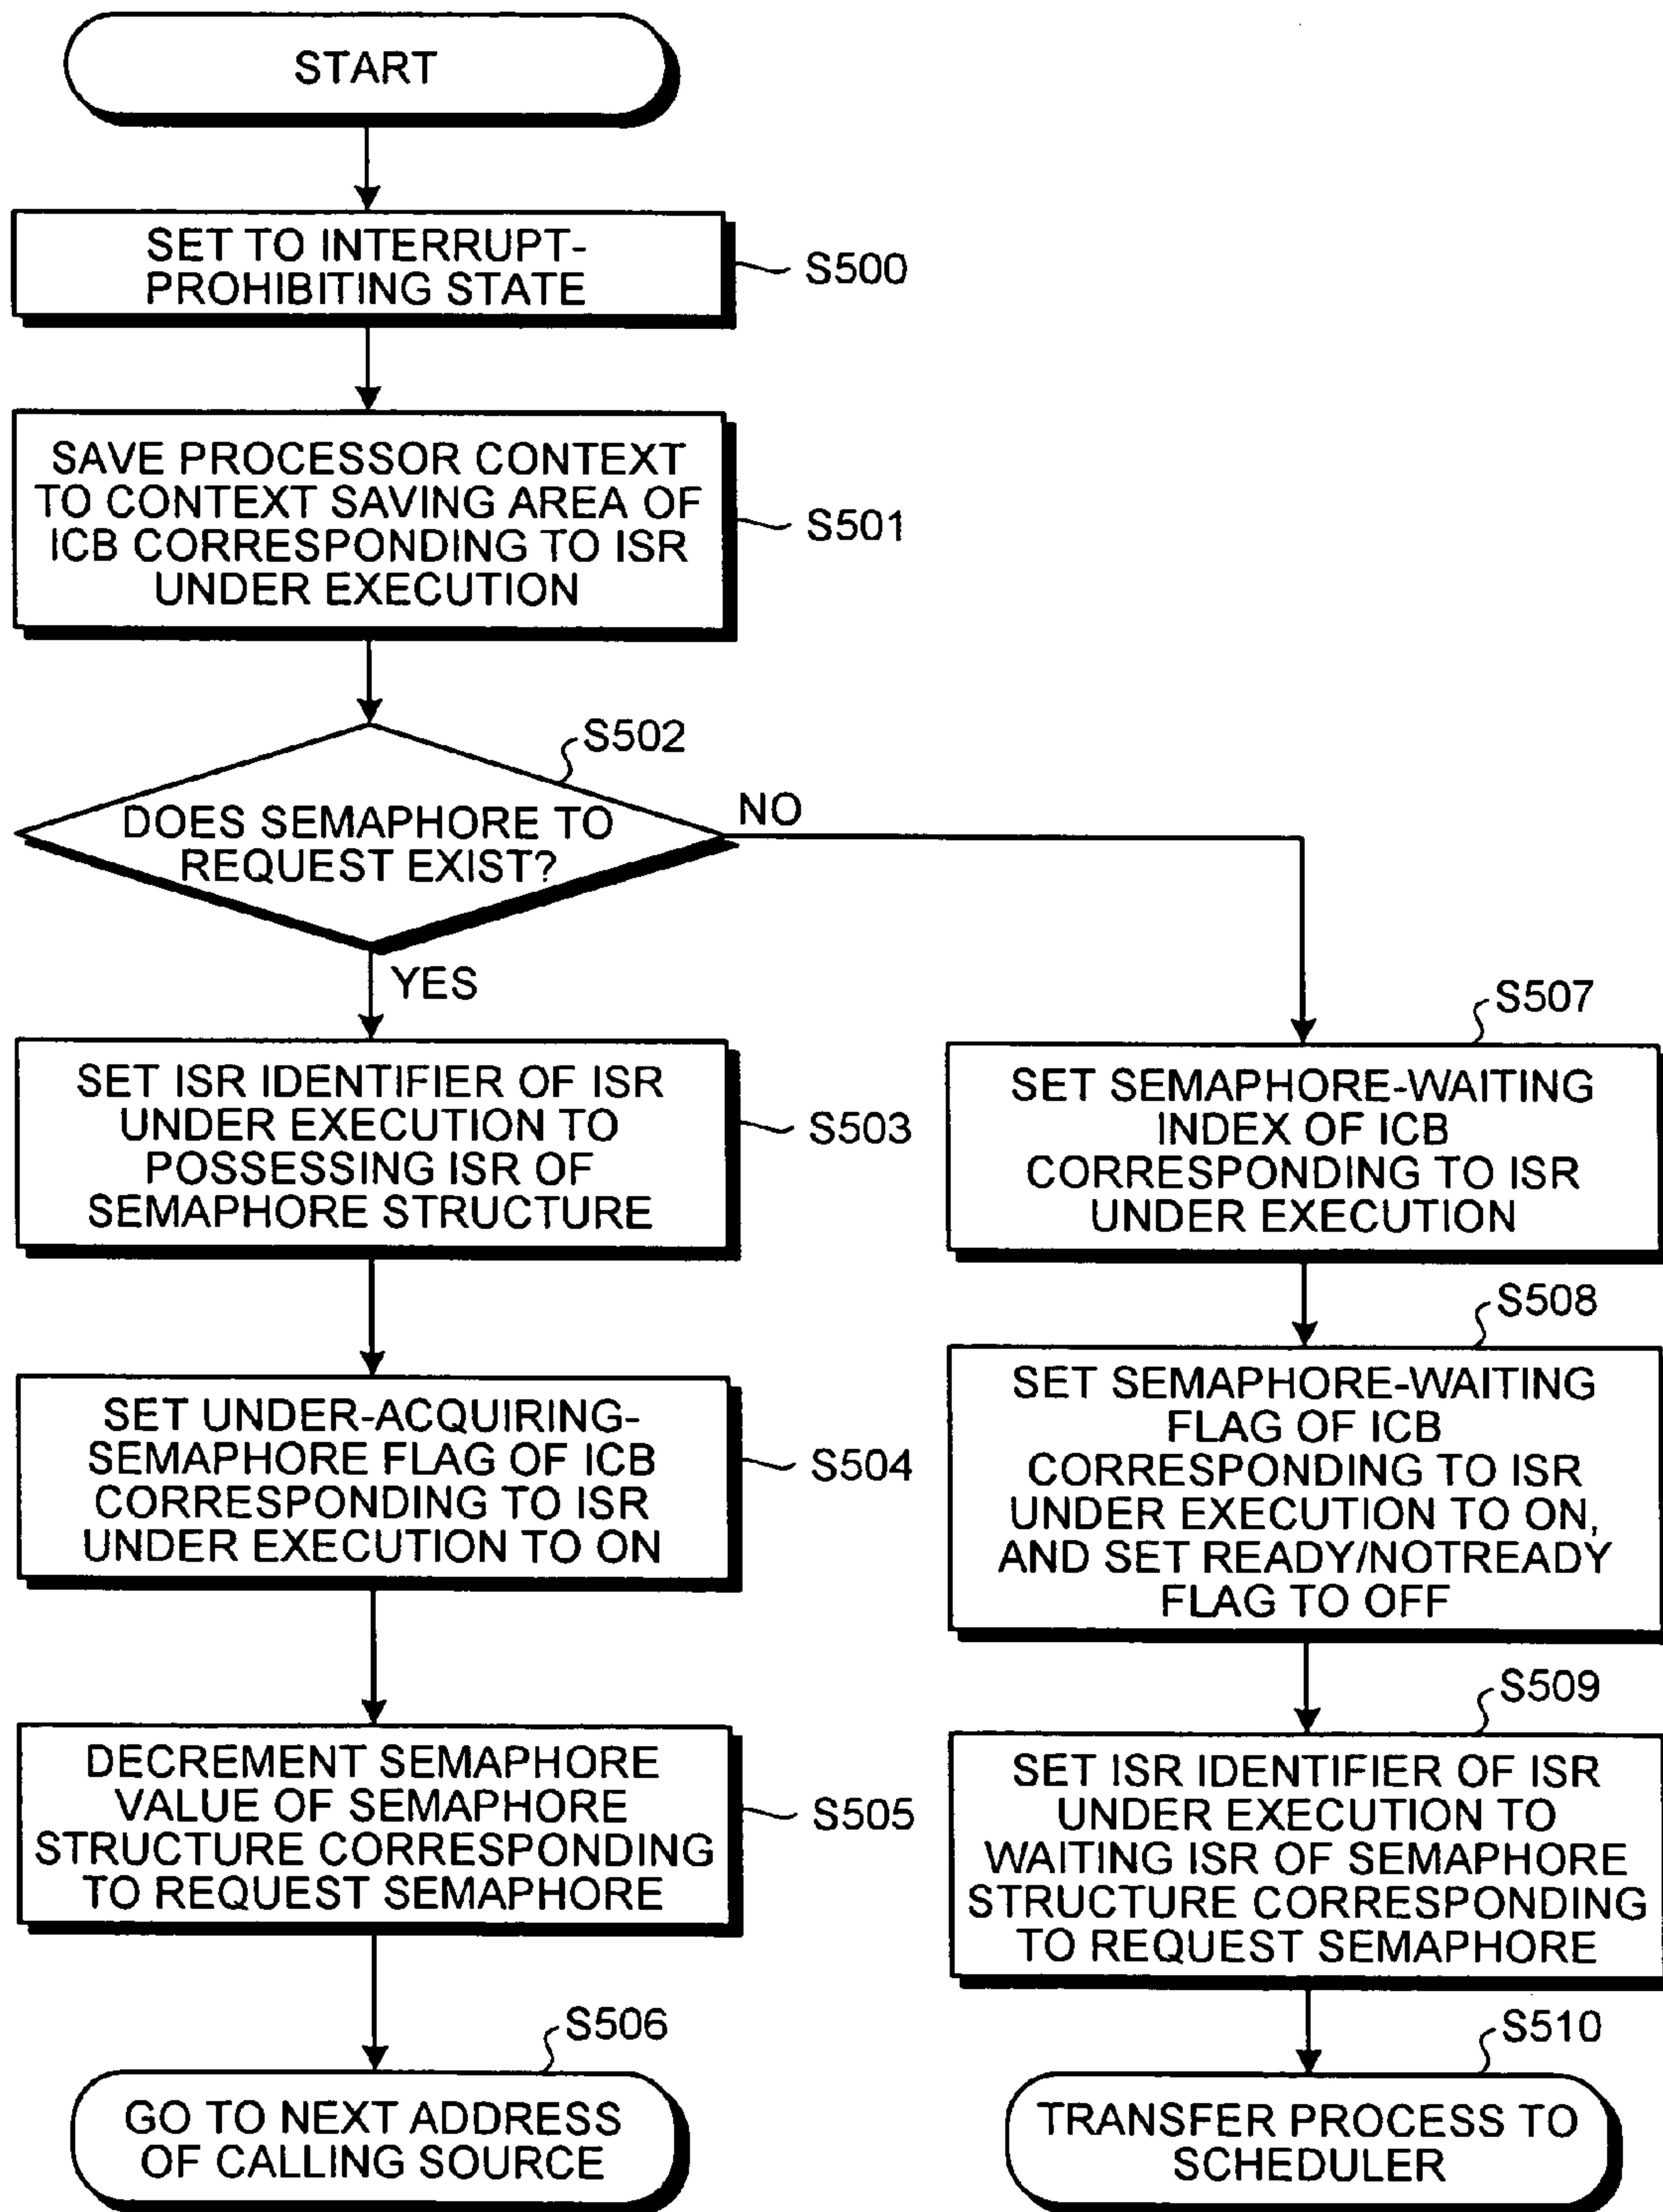 START
SET TO INTERRUPT-
PROHIBITING STATE
S500
SAVE PROCESSOR CONTEXT
TO CONTEXT SAVING AREA OF
ICB CORRESPONDING TO ISR
UNDER EXECUTION
S501
S502
DOES SEMAPHORE TO
REQUEST EXIST?
NO
YES
SET ISR IDENTIFIER OF ISR
UNDER EXECUTION TO
POSSESSING ISR OF
SEMAPHORE STRUCTURE
S503
SET UNDER-ACQUIRING-
SEMAPHORE FLAG OF ICB
CORRESPONDING TO ISR
UNDER EXECUTION TO ON
S504
DECREMENT SEMAPHORE
VALUE OF SEMAPHORE
STRUCTURE CORRESPONDING
TO REQUEST SEMAPHORE
S505
S506
GO TO NEXT ADDRESS
OF CALLING SOURCE
S507
SET SEMAPHORE-WAITING
INDEX OF ICB
CORRESPONDING TO ISR
UNDER EXECUTION
S508
SET SEMAPHORE-WAITING
FLAG OF ICB
CORRESPONDING TO ISR
UNDER EXECUTION TO ON,
AND SET READY/NOTREADY
FLAG TO OFF
S509
SET ISR IDENTIFIER OF ISR
UNDER EXECUTION TO
WAITING ISR OF SEMAPHORE
STRUCTURE CORRESPONDING
TO REQUEST SEMAPHORE
S510
TRANSFER PROCESS TO
SCHEDULER